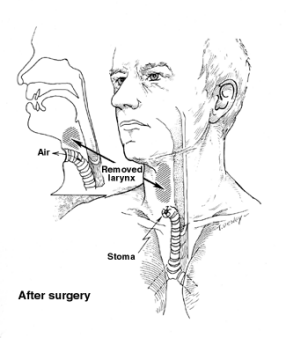 Air
Removed
larynx
Stoma
After surgery